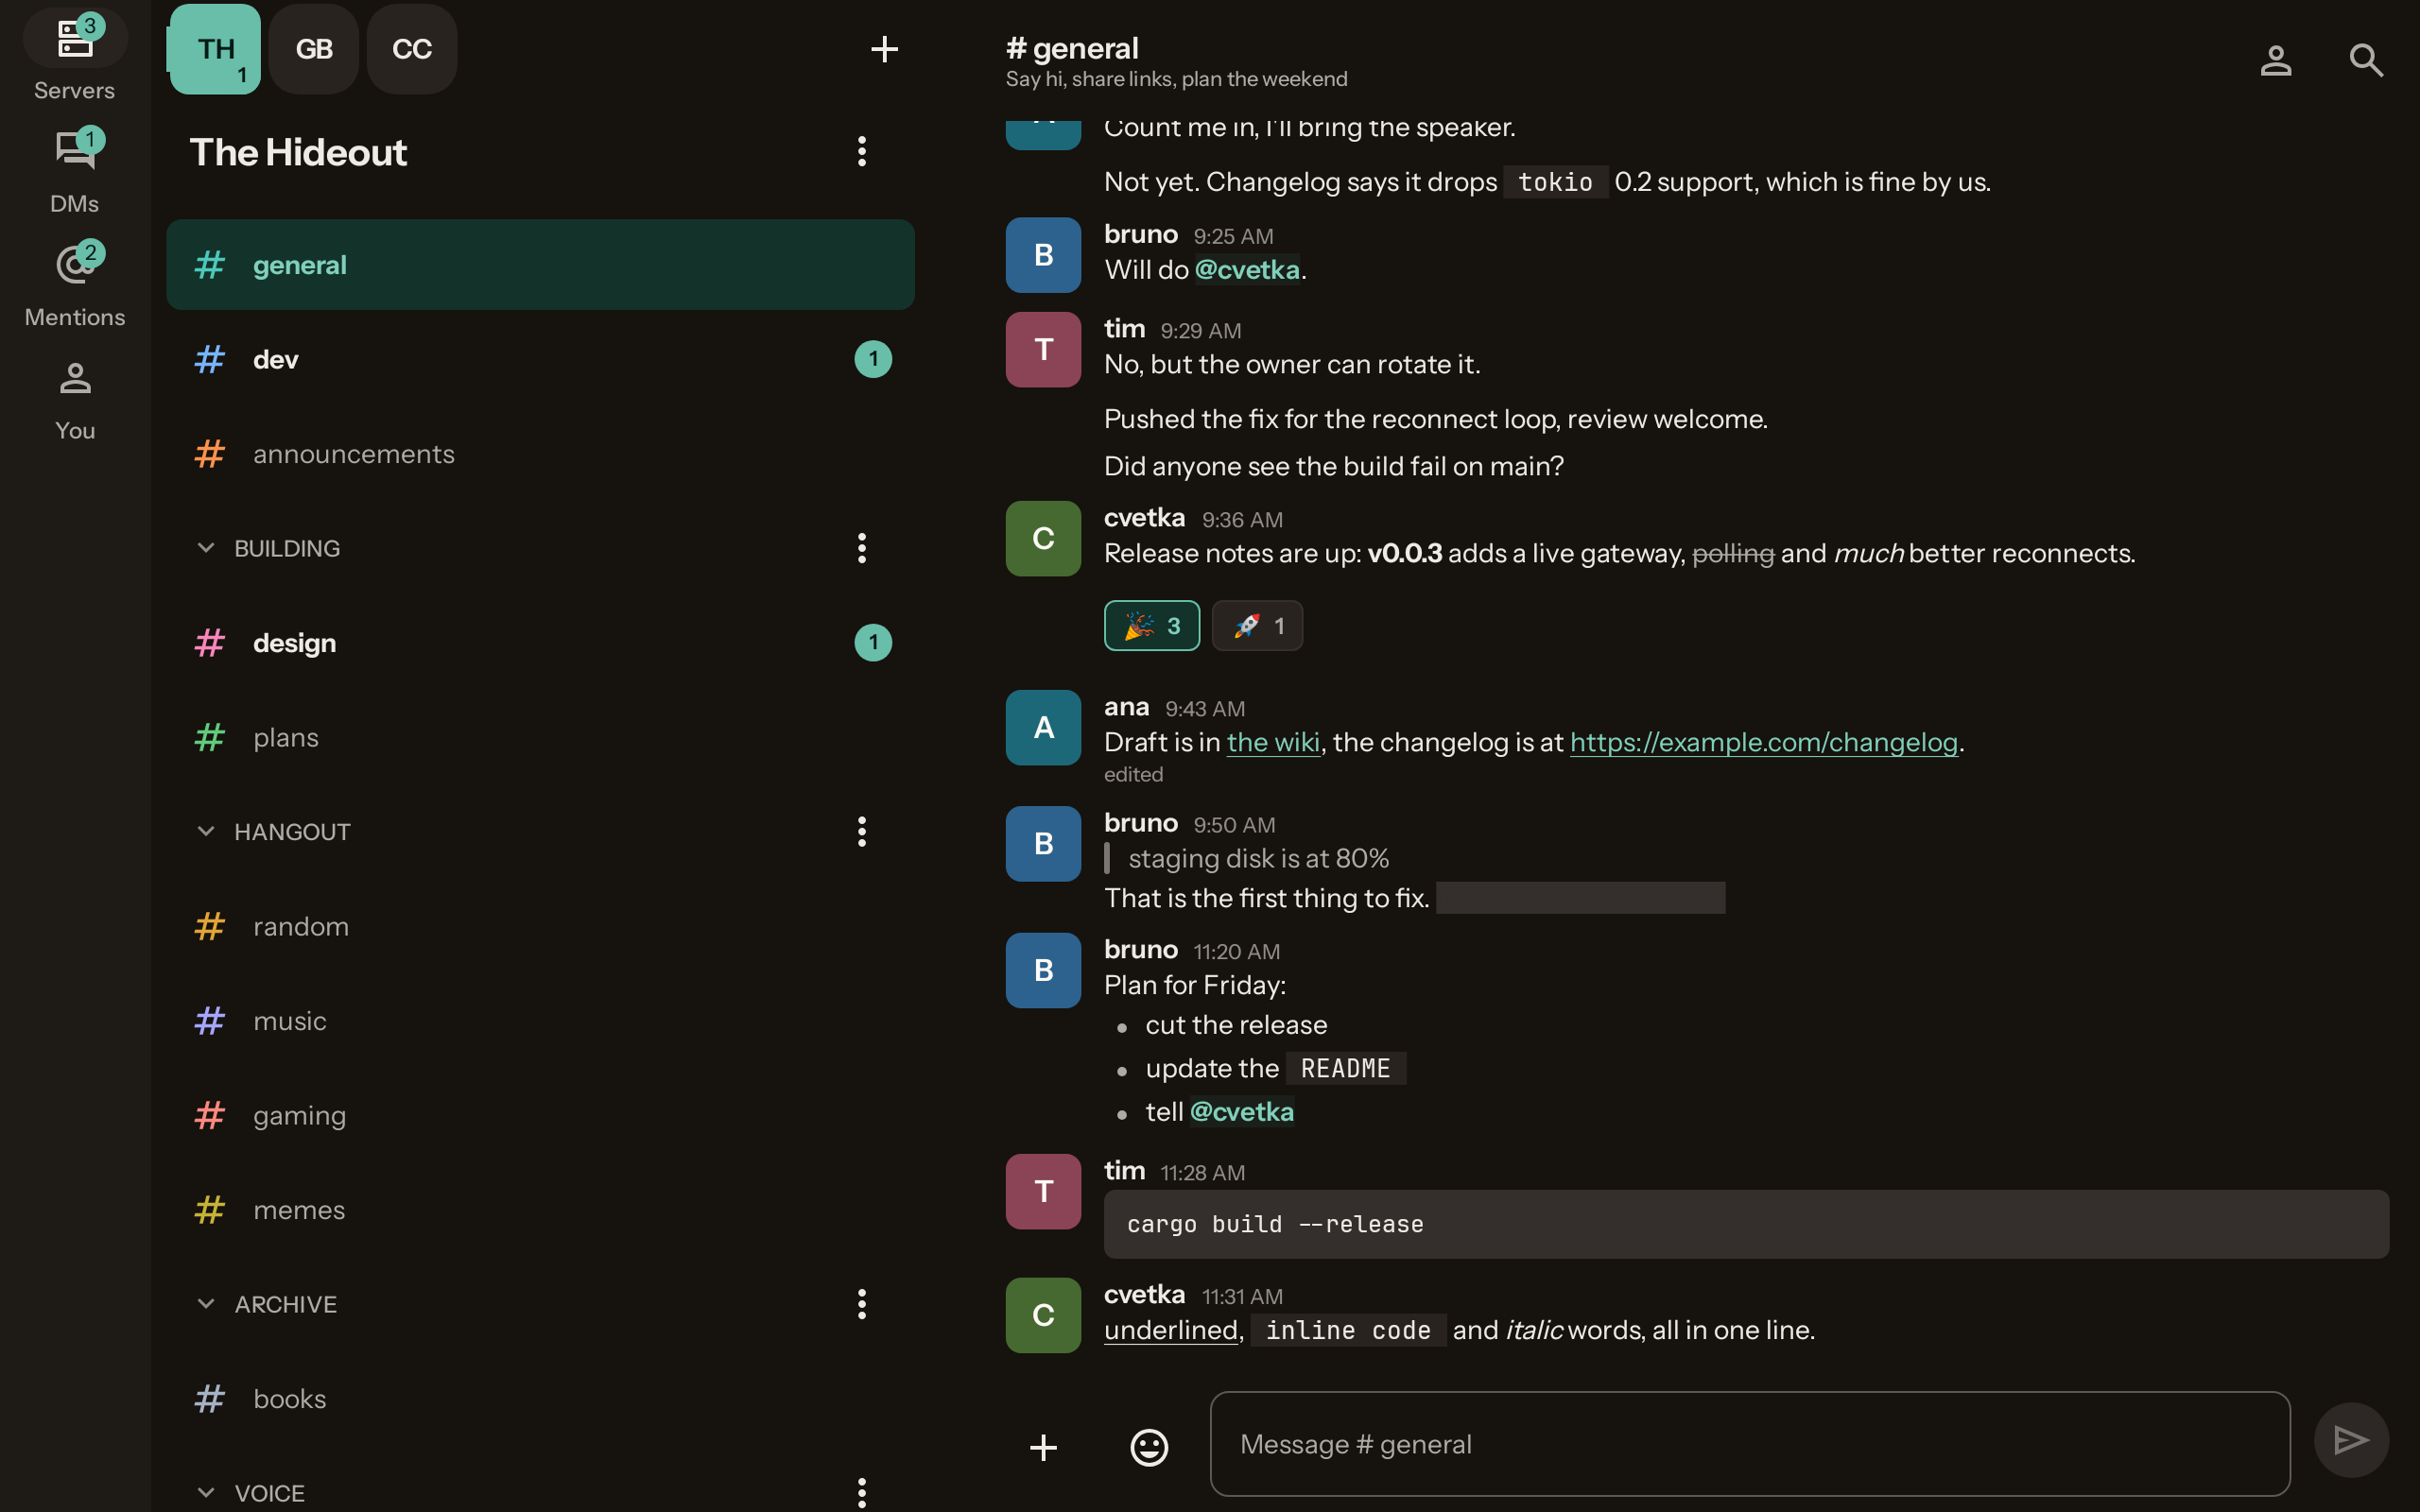 3
Servers
1
DMs
2
Mentions
You
TH
1
GB
CC
The Hideout
# general
# dev
1
# announcements
BUILDING
# design
1
# plans
HANGOUT
# random
# music
# gaming
# memes
ARCHIVE
# books
VOICE
# general
Say hi, share links, plan the weekend
Count me in, I'll bring the speaker.
Not yet. Changelog says it drops tokio 0.2 support, which is fine by us.
B
bruno 9:25 AM
Will do @cvetka.
T
tim 9:29 AM
No, but the owner can rotate it.
Pushed the fix for the reconnect loop, review welcome.
Did anyone see the build fail on main?
C
cvetka 9:36 AM
Release notes are up: v0.0.3 adds a live gateway, polling and much better reconnects.
🎉 3
🚀 1
A
ana 9:43 AM
Draft is in the wiki, the changelog is at https://example.com/changelog.
edited
B
bruno 9:50 AM
staging disk is at 80%
That is the first thing to fix.
B
bruno 11:20 AM
Plan for Friday:
• cut the release
• update the README
• tell @cvetka
T
tim 11:28 AM
cargo build --release
C
cvetka 11:31 AM
underlined, inline code and italic words, all in one line.
Message # general